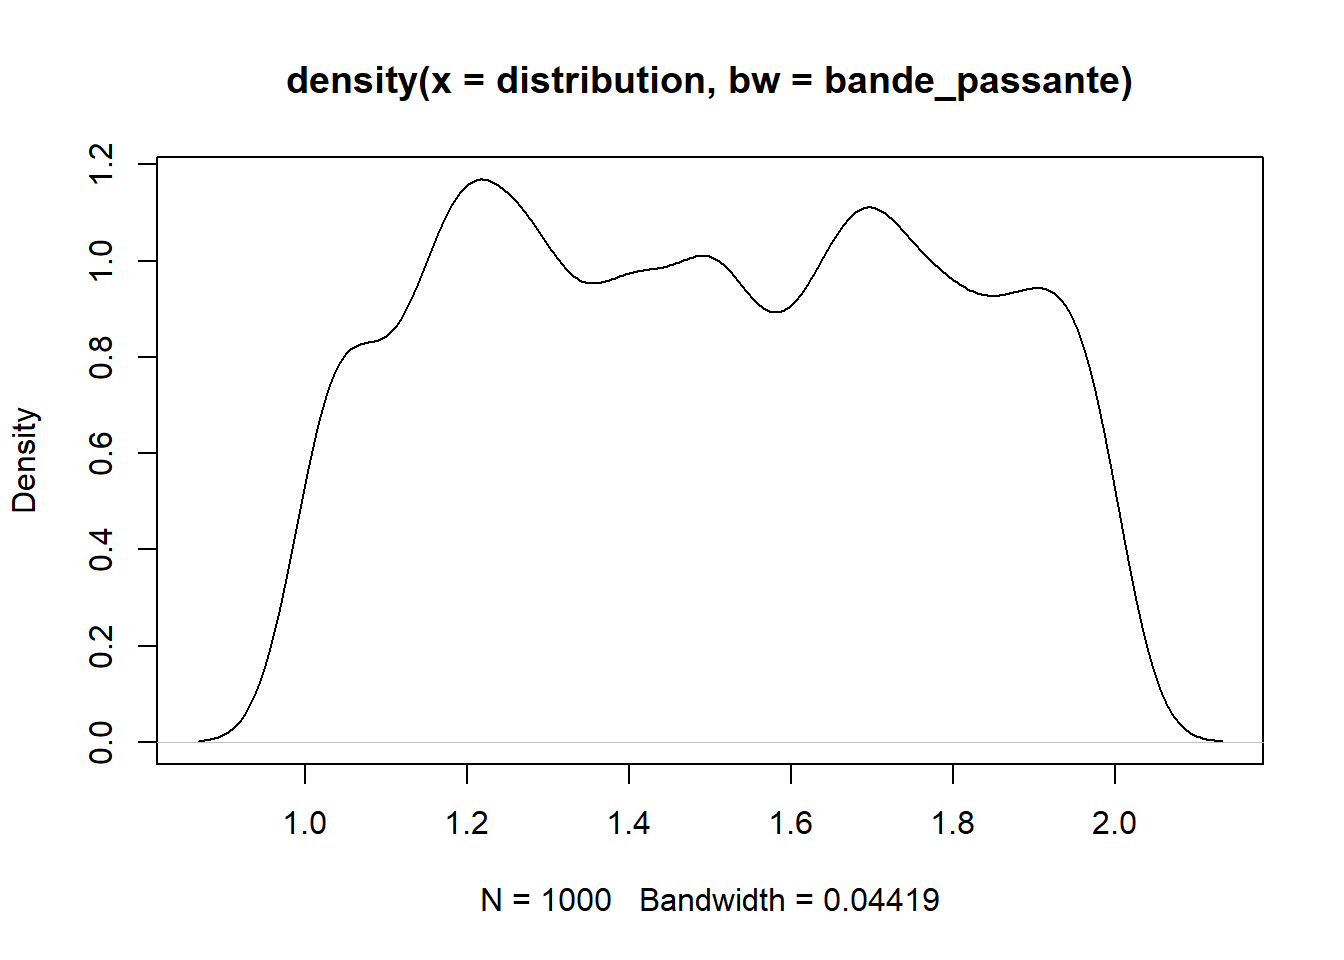 density(x = distribution, bw = bande_passante)
Density
1.2
1.0
0.8
0.6
0.4
0.2
0.0
1.0 1.2 1.4 1.6 1.8 2.0
N = 1000   Bandwidth = 0.04419